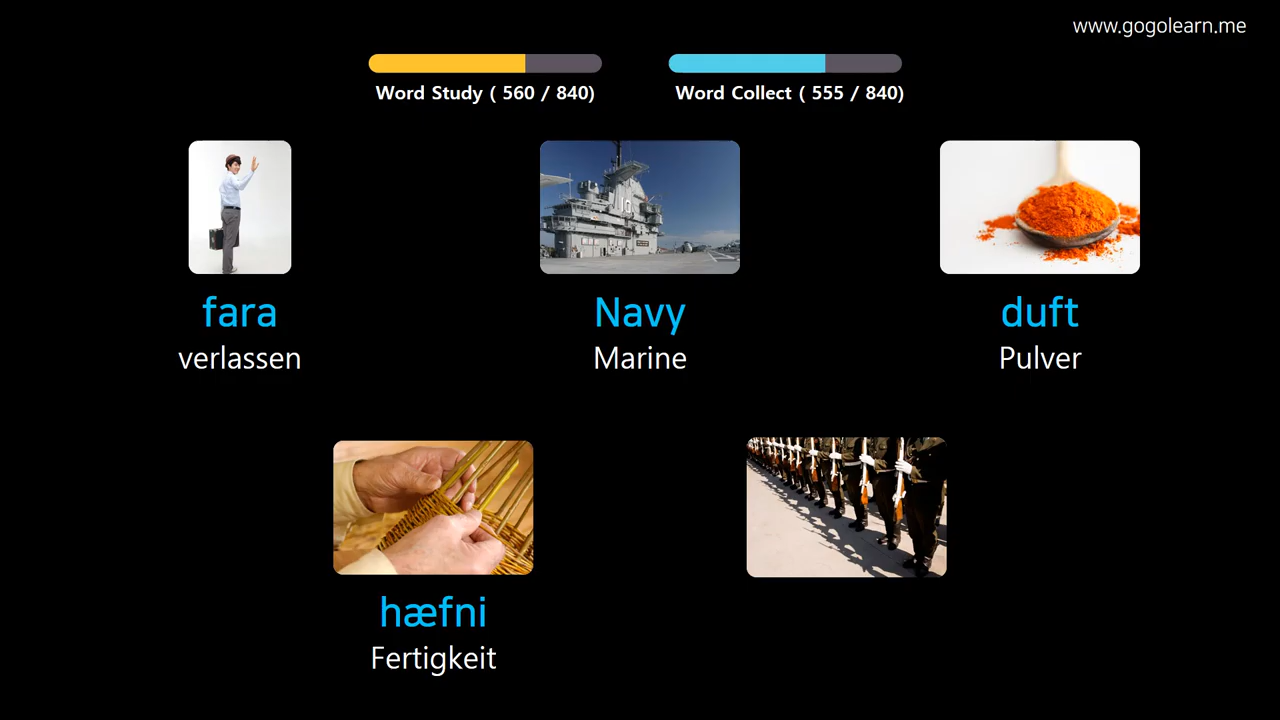 www.gogolearn.me
Word Study ( 560 / 840)
Word Collect ( 555 / 840)
fara
verlassen
Navy
Marine
duft
Pulver
hæfni
Fertigkeit